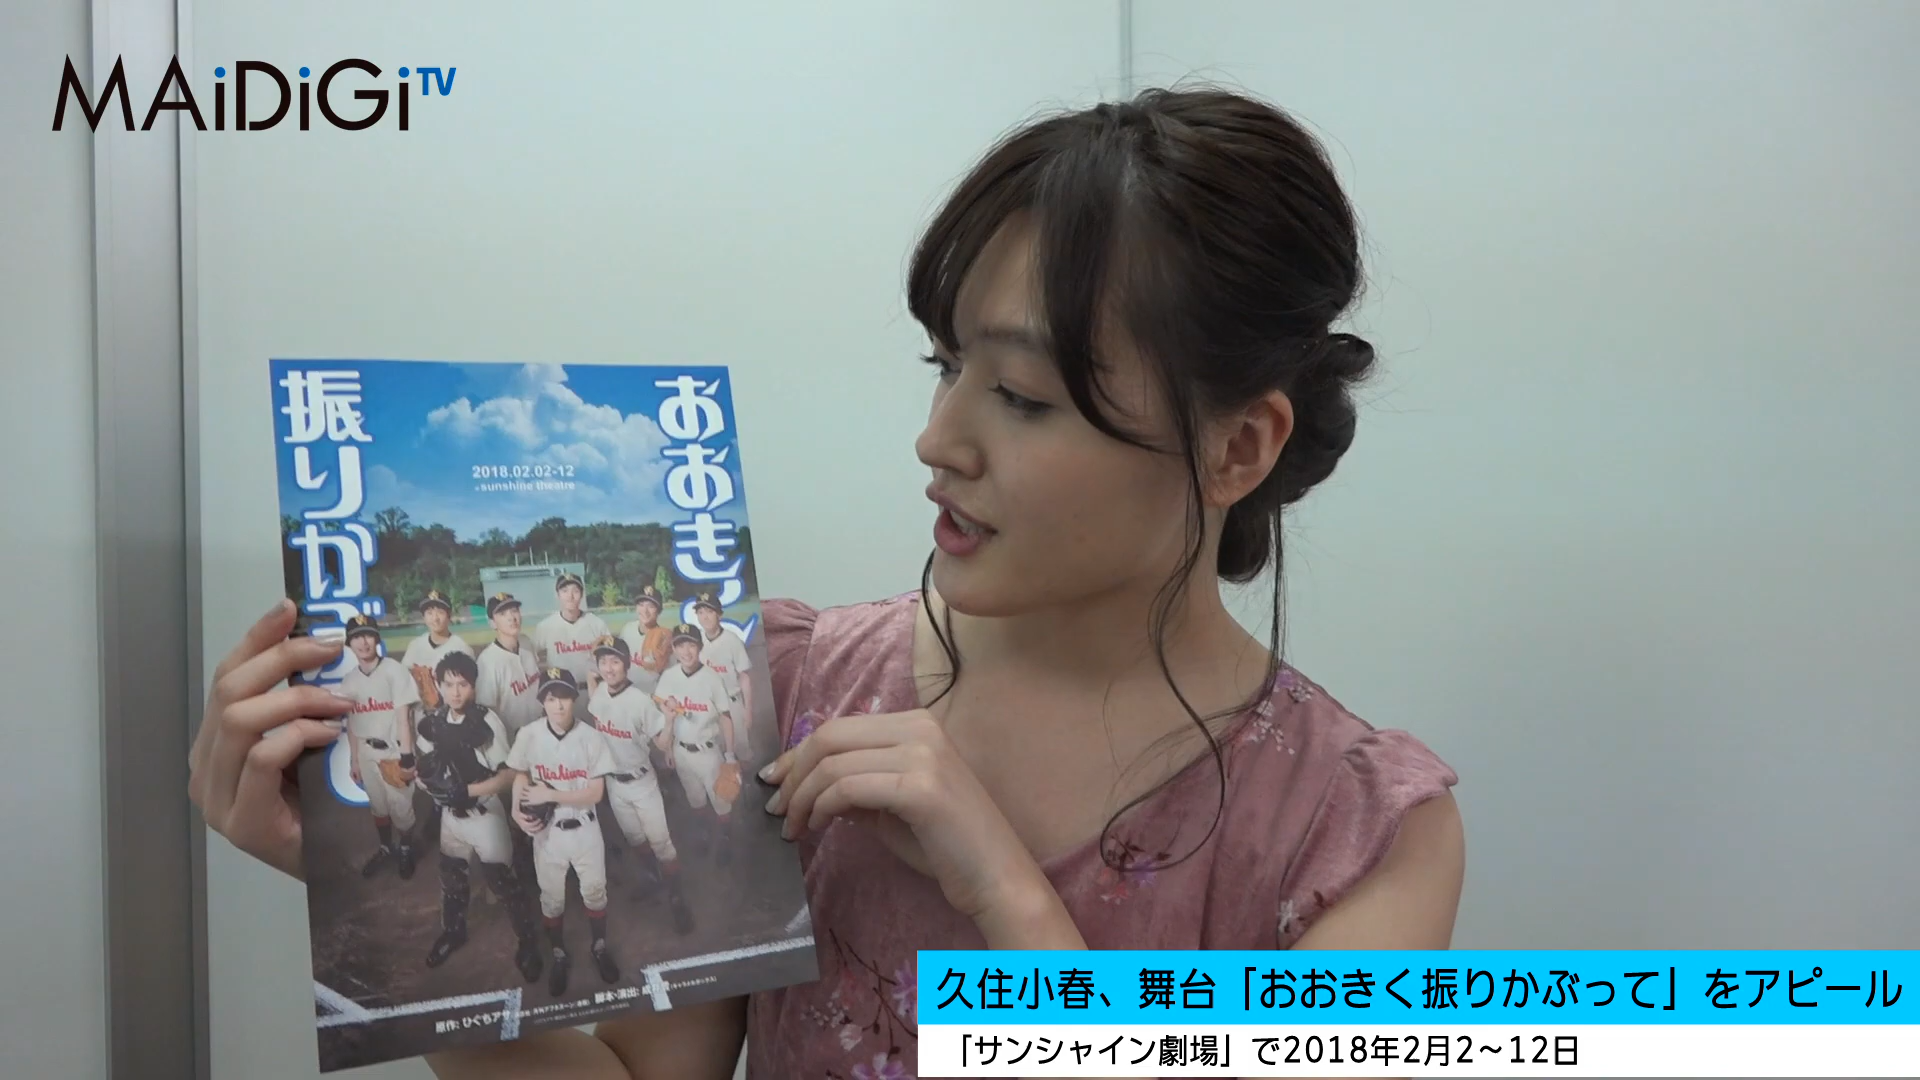 MAiDiGi TV
おおきく
振りかぶって
2018.02.02-12
sunshine theatre
Nishiura
原作: ひぐちアサ
脚本・演出: 成井豊
久住小春、舞台「おおきく振りかぶって」をアピール
「サンシャイン劇場」で2018年2月2~12日